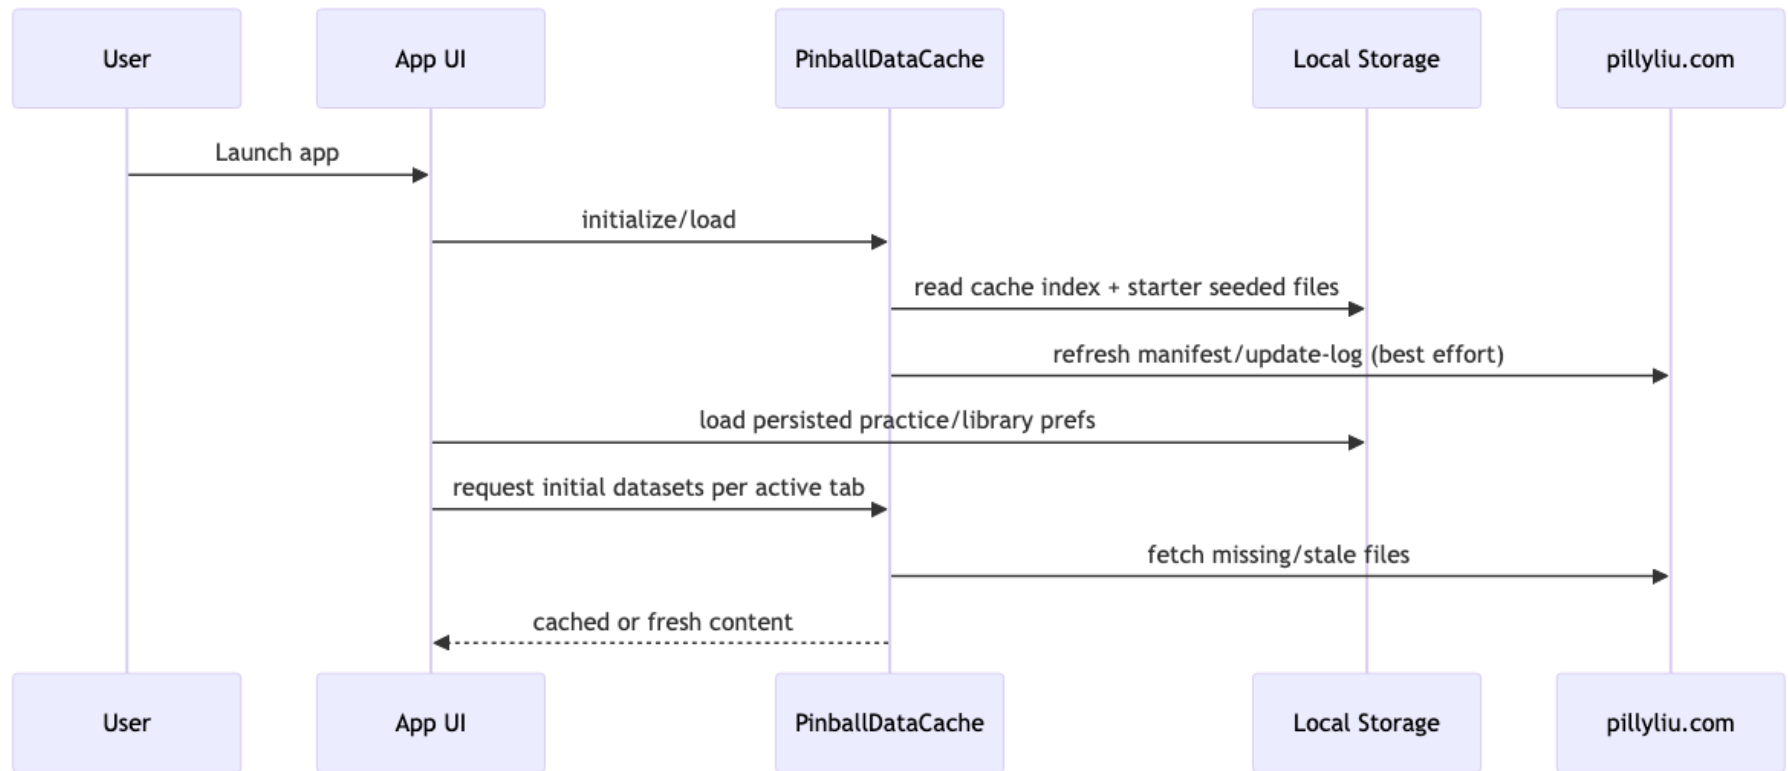 User
App UI
PinballDataCache
Local Storage
pillyliu.com
Launch app
initialize/load
read cache index + starter seeded files
refresh manifest/update-log (best effort)
load persisted practice/library prefs
request initial datasets per active tab
fetch missing/stale files
cached or fresh content
User
App UI
PinballDataCache
Local Storage
pillyliu.com